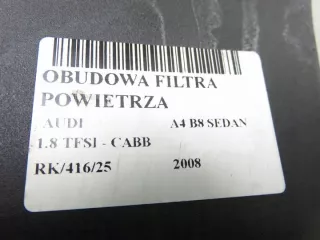 OBUDOWA FILTRA
POWIETRZA
AUDI A4 B8 SEDAN
1.8 TFSI - CABB
RK/416/25 2008